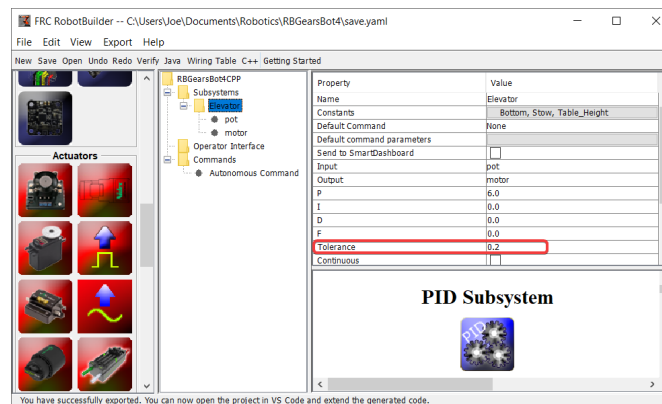 FRC RobotBuilder -- C:\Users\Joe\Documents\Robotics\RBGearsBot4\save.yaml
File Edit View Export Help
New Save Open Undo Redo Verify Java Wiring Table C++ Getting Started
Actuators
RBGearsBot4CPP
Subsystems
Elevator
pot
motor
Operator Interface
Commands
Autonomous Command
Property Value
Name Elevator
Constants Bottom, Stow, Table_Height
Default Command None
Default command parameters
Send to SmartDashboard
Input pot
Output motor
P 6.0
I 0.0
D 0.0
F 0.0
Tolerance 0.2
Continuous
PID Subsystem
PID
You have successfully exported. You can now open the project in VS Code and extend the generated code.